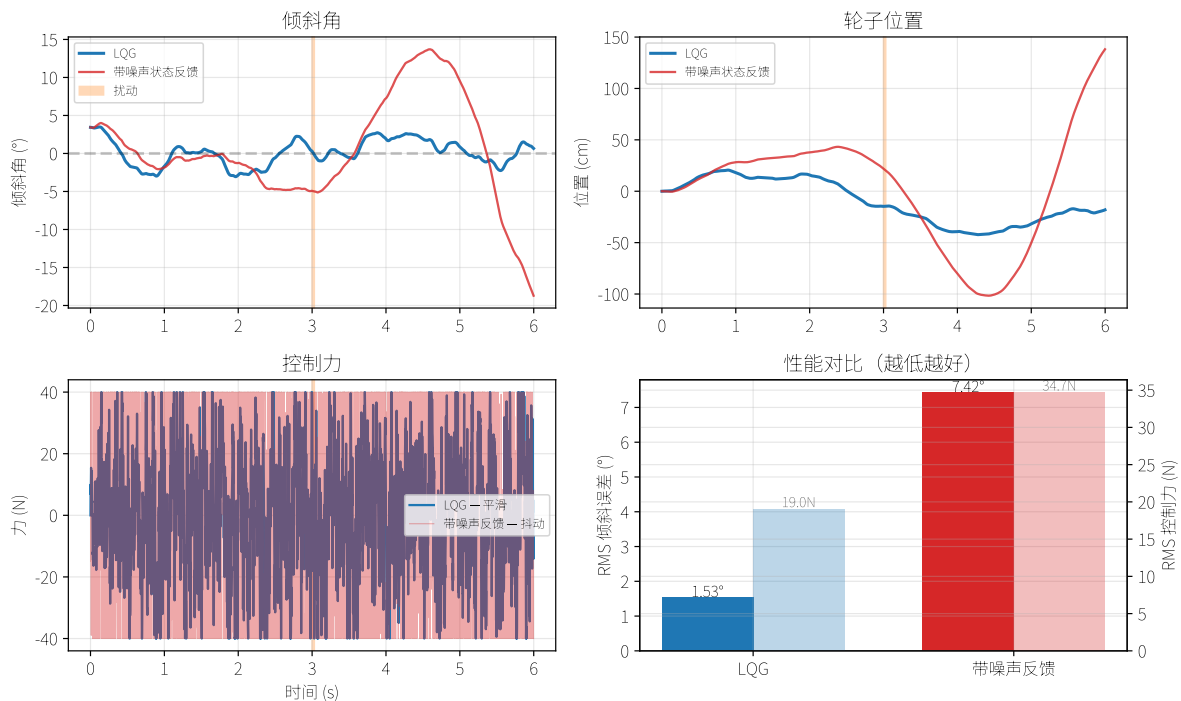 倾斜角
15
10
5
0
-5
-10
-15
-20
倾斜角 (°)
LQG
带噪声状态反馈
扰动
0 1 2 3 4 5 6
轮子位置
150
100
50
0
-50
-100
位置 (cm)
LQG
带噪声状态反馈
0 1 2 3 4 5 6
控制力
40
20
0
-20
-40
力 (N)
LQG — 平滑
带噪声反馈 — 抖动
0 1 2 3 4 5 6
时间 (s)
性能对比（越低越好）
7
6
5
4
3
2
1
0
RMS 倾斜误差 (°)
1.53°
19.0N
7.42°
34.7N
35
30
25
20
15
10
5
0
RMS 控制力 (N)
LQG 带噪声反馈